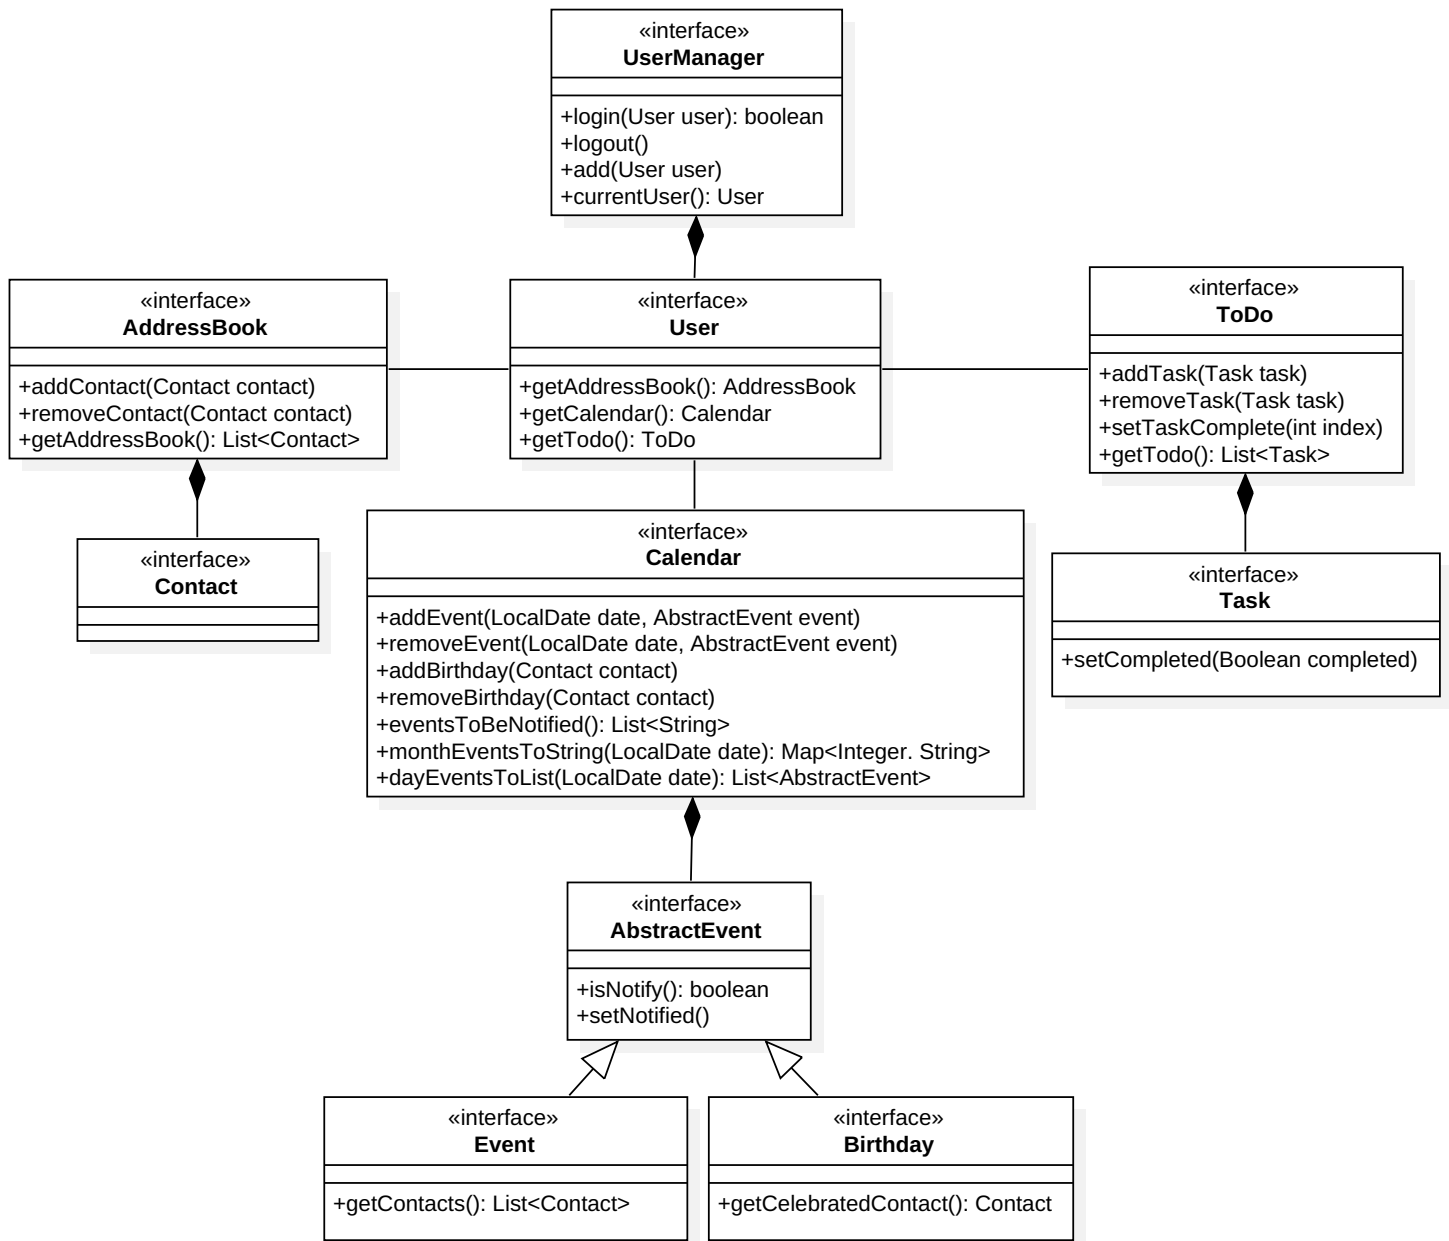 «interface»
UserManager
+login(User user): boolean
+logout()
+add(User user)
+currentUser(): User
«interface»
AddressBook
+addContact(Contact contact)
+removeContact(Contact contact)
+getAddressBook(): List<Contact>
«interface»
User
+getAddressBook(): AddressBook
+getCalendar(): Calendar
+getTodo(): ToDo
«interface»
ToDo
+addTask(Task task)
+removeTask(Task task)
+setTaskComplete(int index)
+getTodo(): List<Task>
«interface»
Contact
«interface»
Calendar
+addEvent(LocalDate date, AbstractEvent event)
+removeEvent(LocalDate date, AbstractEvent event)
+addBirthday(Contact contact)
+removeBirthday(Contact contact)
+eventsToBeNotified(): List<String>
+monthEventsToString(LocalDate date): Map<Integer. String>
+dayEventsToList(LocalDate date): List<AbstractEvent>
«interface»
Task
+setCompleted(Boolean completed)
«interface»
AbstractEvent
+isNotify(): boolean
+setNotified()
«interface»
Event
+getContacts(): List<Contact>
«interface»
Birthday
+getCelebratedContact(): Contact